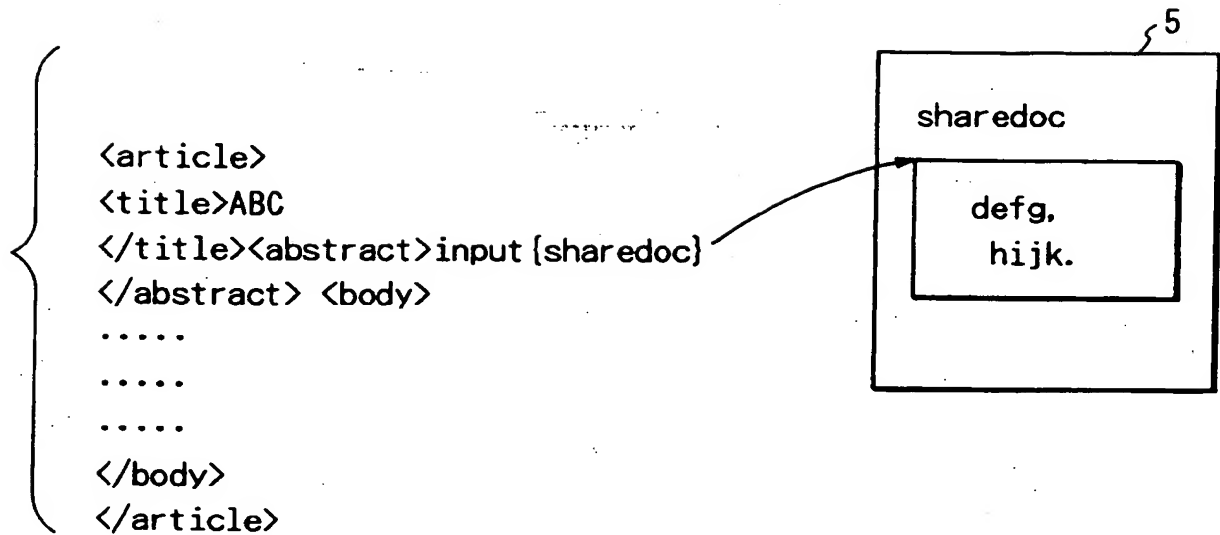 <article>
<title>ABC
</title><abstract>input{sharedoc}
</abstract> <body>
.....
.....
.....
</body>
</article>
5
sharedoc
defg,
hijk.